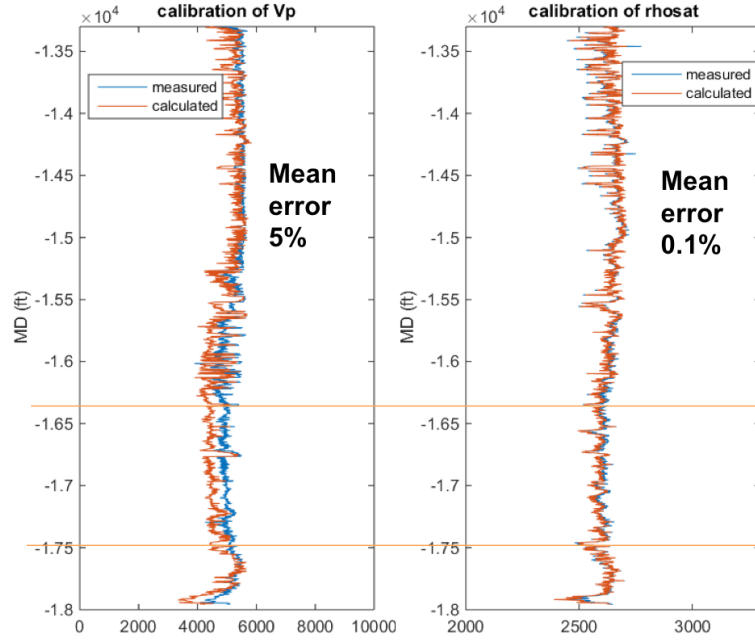 calibration of Vp
×10⁴
measured
calculated
Mean
error
5%
MD (ft)
-1.35
-1.4
-1.45
-1.5
-1.55
-1.6
-1.65
-1.7
-1.75
-1.8
0
2000
4000
6000
8000
10000
calibration of rhosat
×10⁴
measured
calculated
Mean
error
0.1%
MD (ft)
-1.35
-1.4
-1.45
-1.5
-1.55
-1.6
-1.65
-1.7
-1.75
-1.8
2000
2500
3000